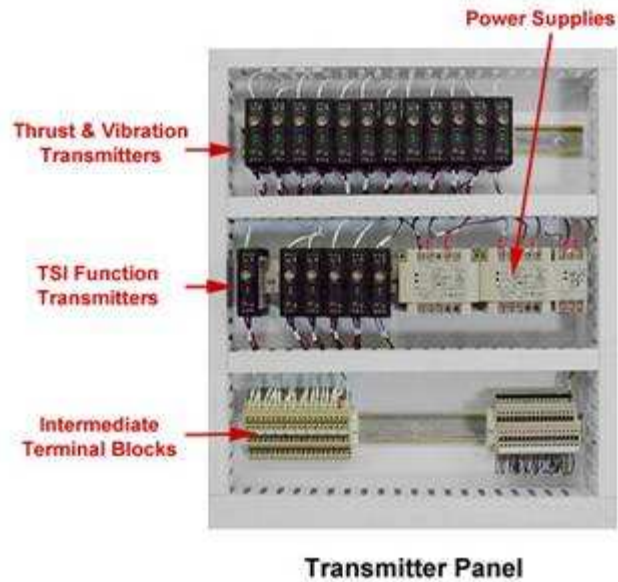 Power Supplies
Thrust & Vibration
Transmitters
TSI Function
Transmitters
Intermediate
Terminal Blocks
Transmitter Panel